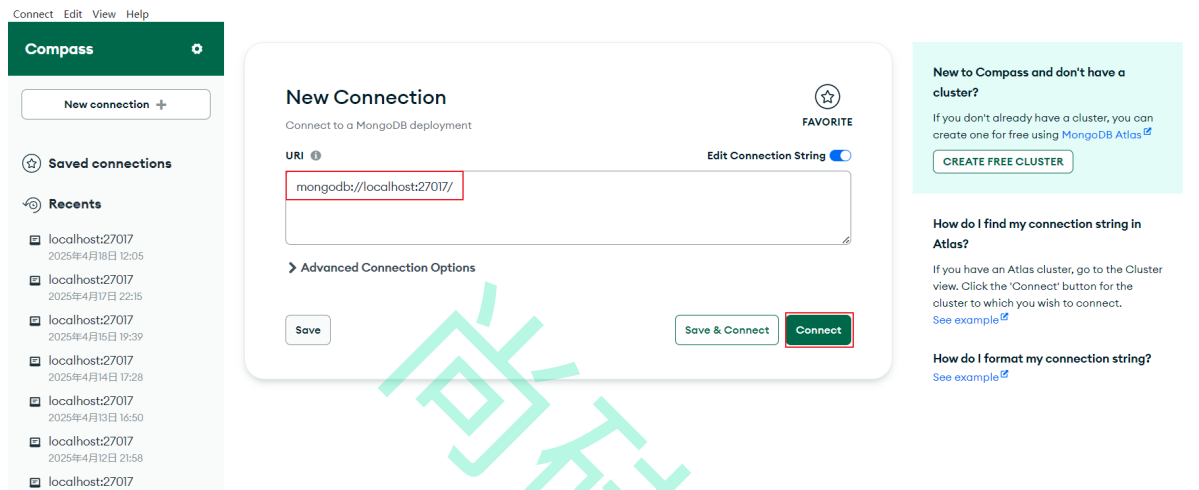 Connect Edit View Help
Compass
New connection +
Saved connections
Recents
localhost:27017
2025年4月18日 12:05
localhost:27017
2025年4月17日 22:15
localhost:27017
2025年4月15日 19:39
localhost:27017
2025年4月14日 17:28
localhost:27017
2025年4月13日 16:50
localhost:27017
2025年4月12日 21:58
localhost:27017
New Connection
Connect to a MongoDB deployment
FAVORITE
URI
Edit Connection String
mongodb://localhost:27017/
Advanced Connection Options
Save
Save & Connect
Connect
New to Compass and don't have a
cluster?
If you don't already have a cluster, you can
create one for free using MongoDB Atlas
CREATE FREE CLUSTER
How do I find my connection string in
Atlas?
If you have an Atlas cluster, go to the Cluster
view. Click the 'Connect' button for the
cluster to which you wish to connect.
See example
How do I format my connection string?
See example
尚